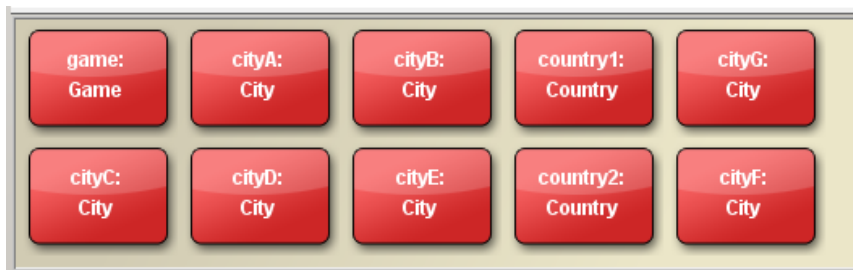 game:
Game
cityA:
City
cityB:
City
country1:
Country
cityG:
City
cityC:
City
cityD:
City
cityE:
City
country2:
Country
cityF:
City